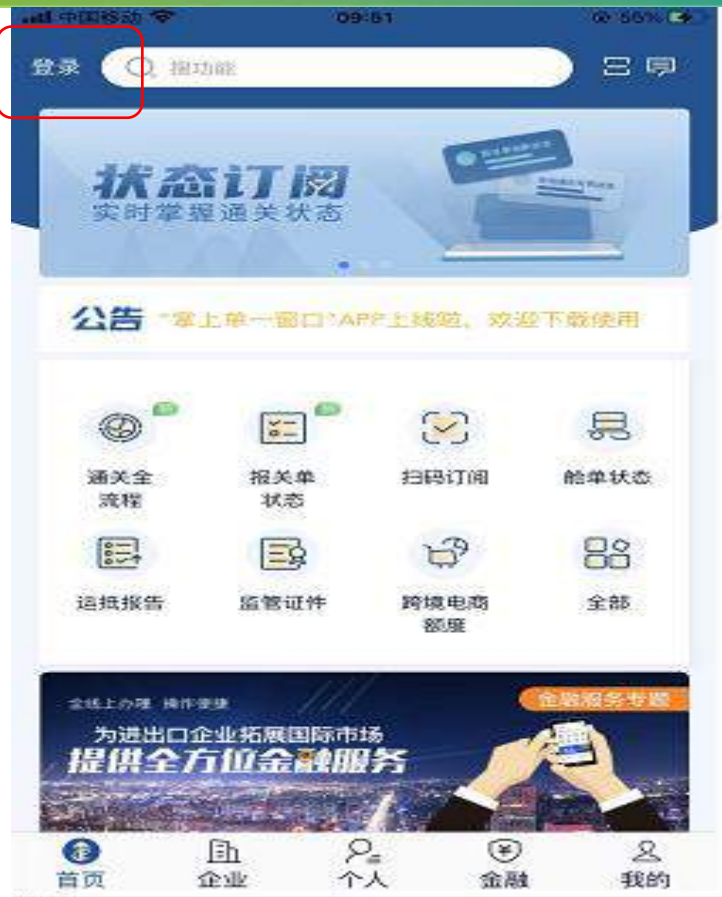 中国移动 09:51 56%
登录 搜功能
状态订阅
实时掌握通关状态
公告 "掌上单一窗口"APP上线啦，欢迎下载使用
通关全流程 报关单状态 扫码订阅 舱单状态
运抵报告 监管证件 跨境电商额度 全部
全线上办理 操作便捷 金融服务专题
为进出口企业拓展国际市场
提供全方位金融服务
首页 企业 个人 金融 我的